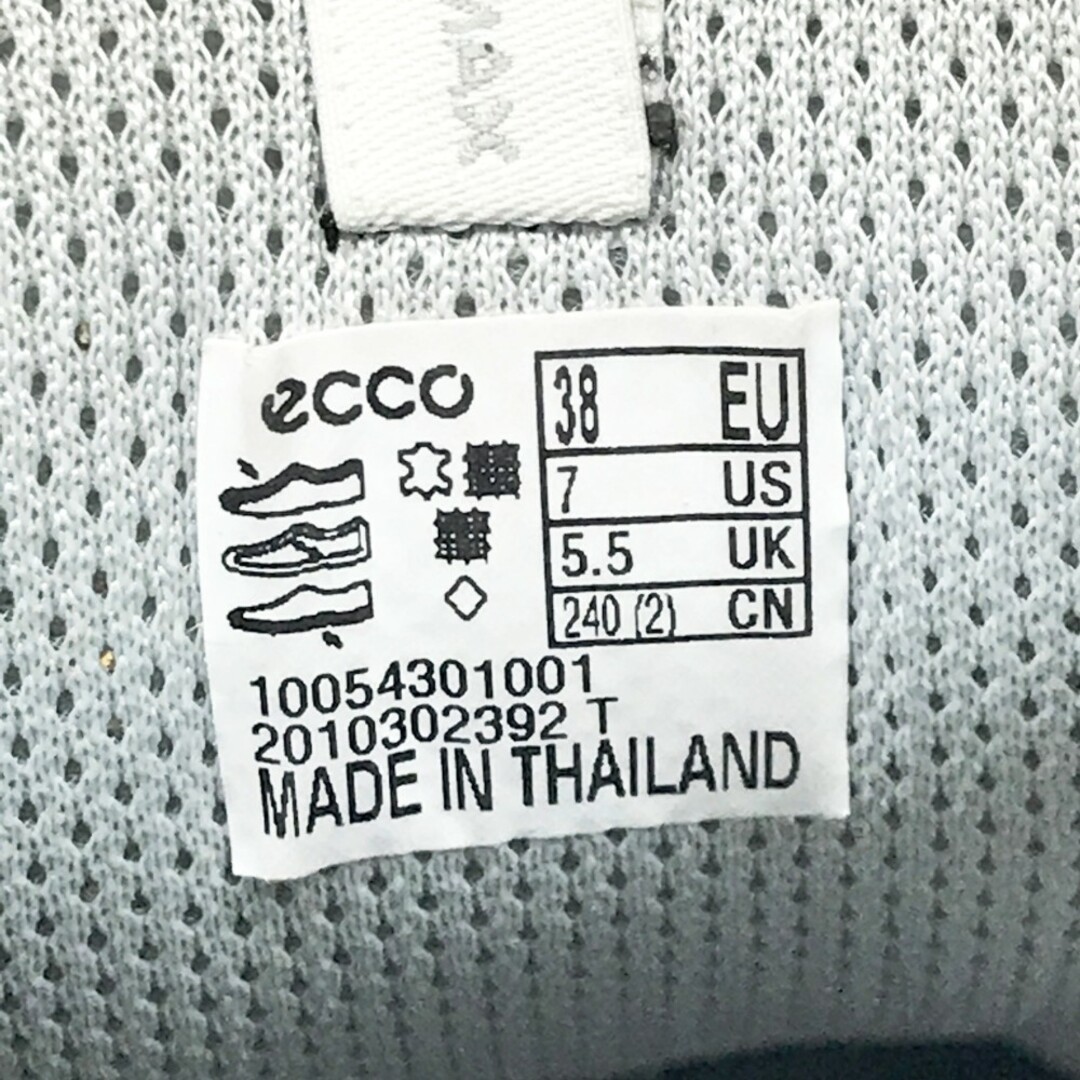 ecco
38 EU
7 US
5.5 UK
240 (2) CN
10054301001
2010302392 T
MADE IN THAILAND